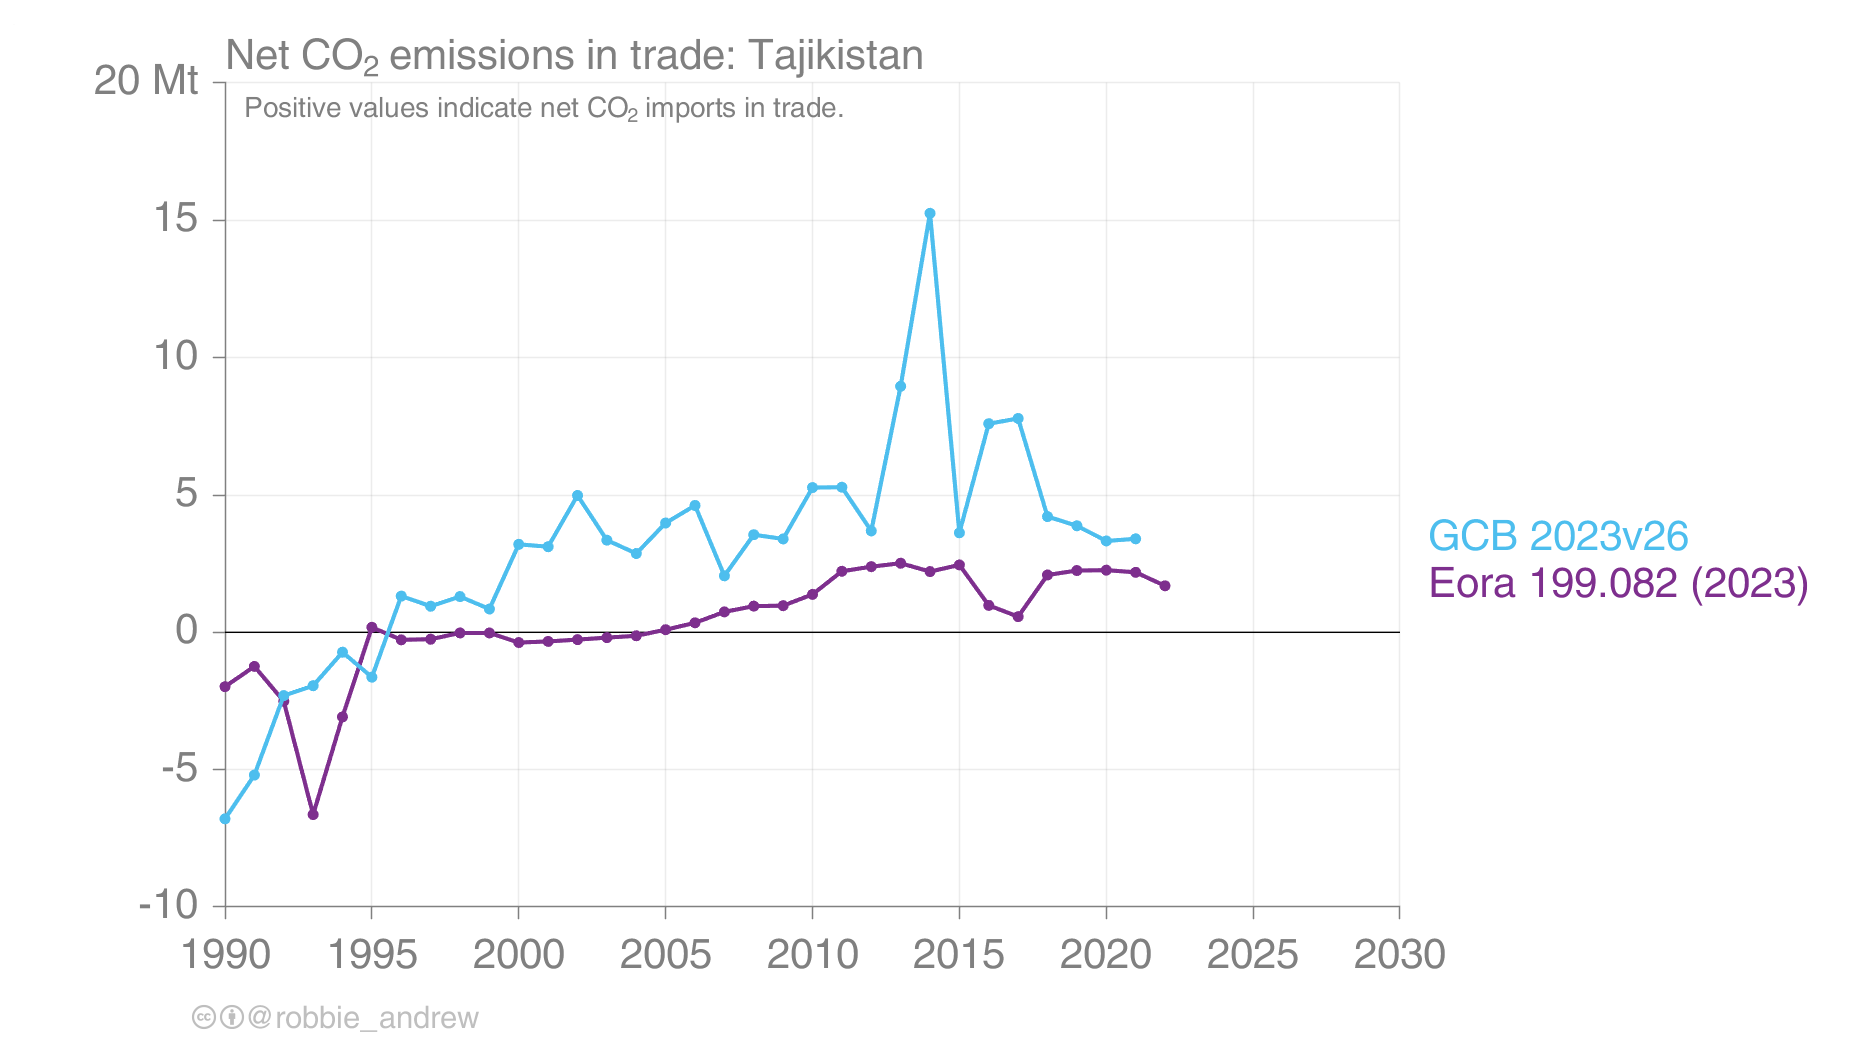 Net CO₂ emissions in trade: Tajikistan
Positive values indicate net CO₂ imports in trade.
20 Mt
15
10
5
0
-5
-10
1990 1995 2000 2005 2010 2015 2020 2025 2030
GCB 2023v26
Eora 199.082 (2023)
cc @robbie_andrew